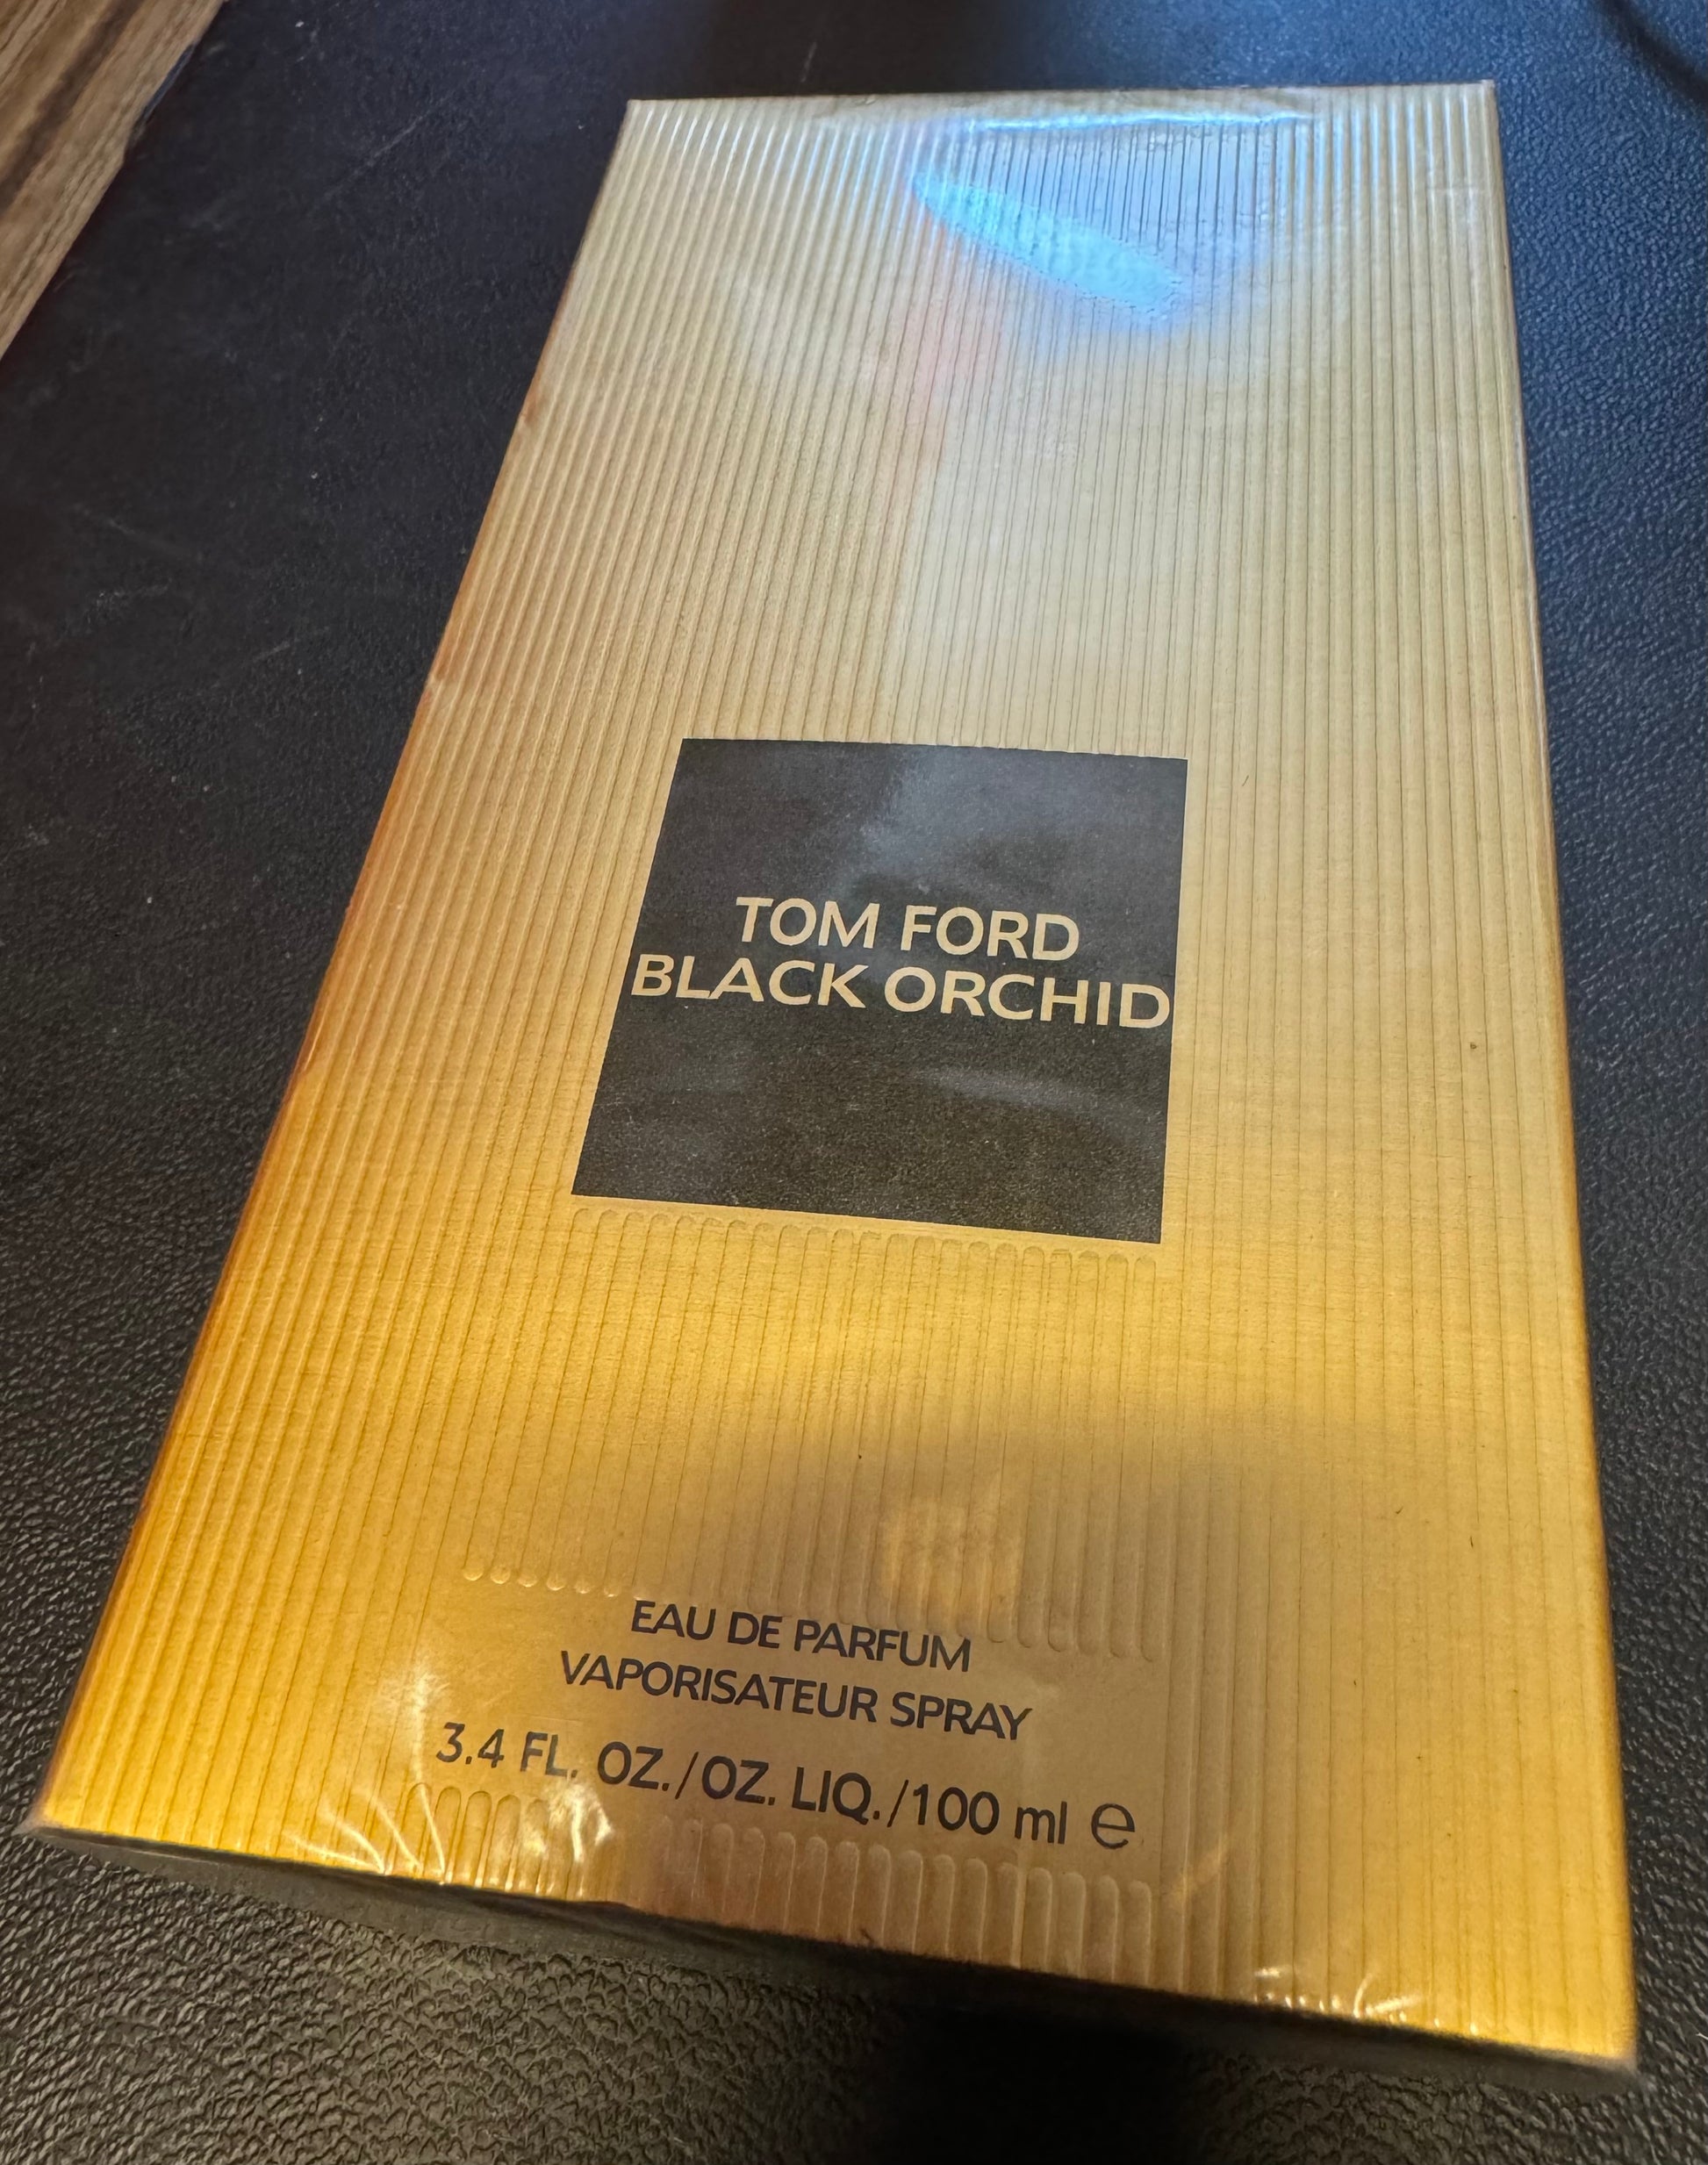 TOM FORD
BLACK ORCHID
EAU DE PARFUM
VAPORISATEUR SPRAY
3.4 FL. OZ./OZ. LIQ./100 ml ℮